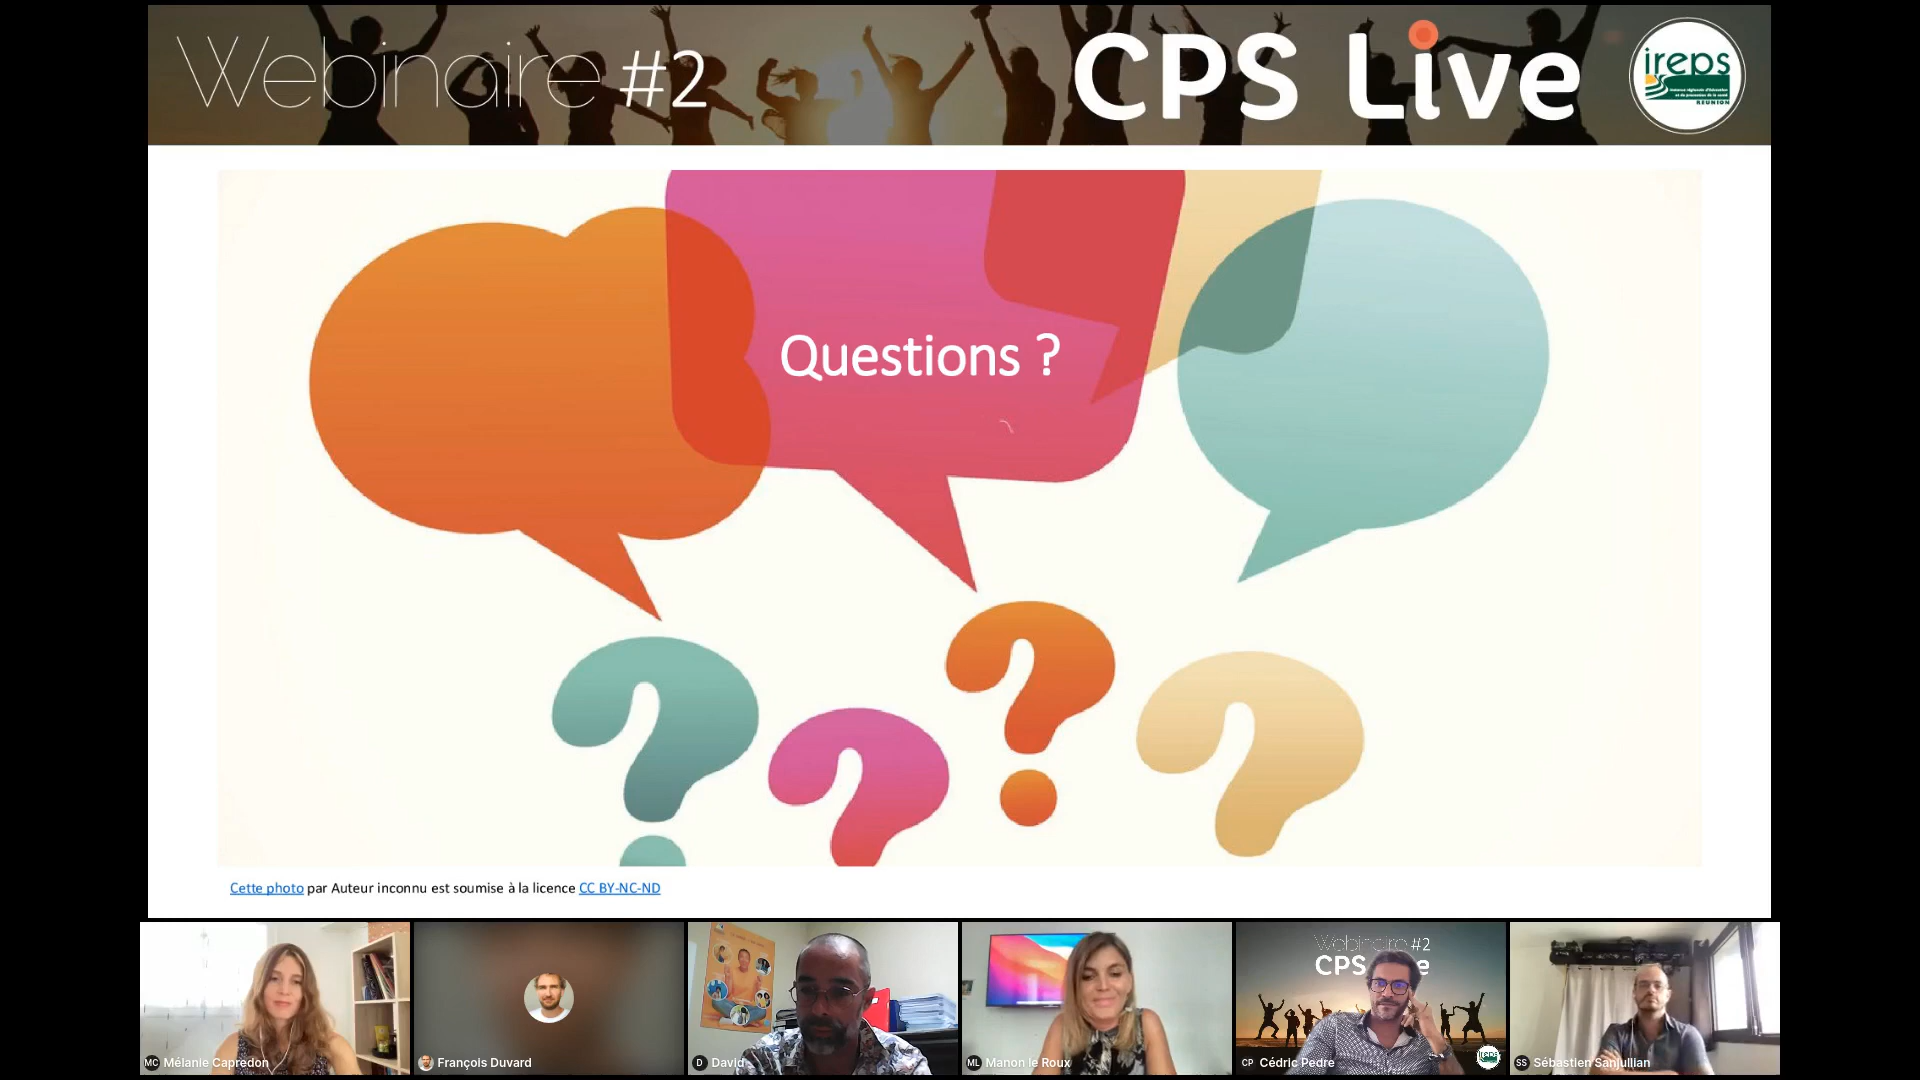 Webinaire #2
CPS Live
ireps
RÉUNION
Questions ?
Cette photo par Auteur inconnu est soumise à la licence CC BY-NC-ND
Webinaire #2
CPS
e
MC Mélanie Capredon
François Duvard
D David
ML Manon le Roux
CP Cédric Pedre
ireps
SS Sébastien Sanjullian